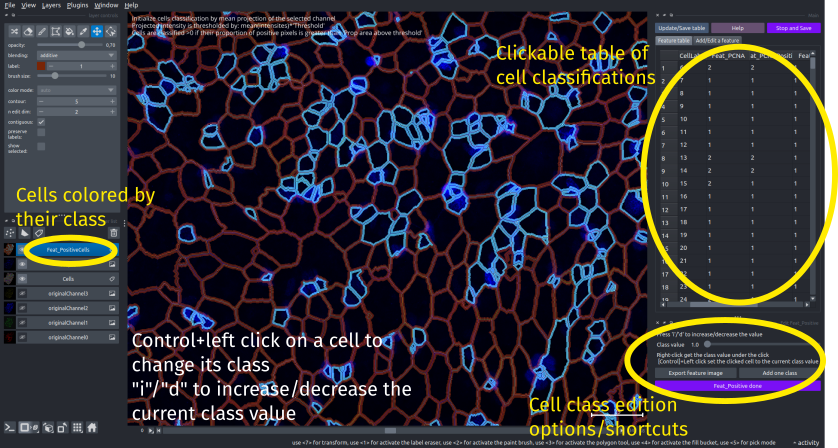 File View Layers Plugins Window Help
layer controls
opacity: 0,70
blending: additive
label: 1
brush size: 10
color mode: auto
contour: 5
n edit dim: 2
contiguous:
preserve
labels:
show
selected:
Initialize cells classification by mean projection of the selected channel
Projected intensity is thresholded by: mean(intensities)*'Threshold'
Cells are classified >0 if their proportion of positive pixels is greater than 'Prop area above threshold'
Clickable table of
cell classifications
Cells colored by
their class
Feat_PositiveCells
Cells
originalChannel3
originalChannel2
originalChannel1
originalChannel0
Control+left click on a cell to
change its class
"i"/"d" to increase/decrease the
current class value
Cell class edition
options/shortcuts
Main
Update/Save table Help Stop and Save
Feature table Add/Edit a feature
CellLabel Feat_PCNA
1 2 2
2 7 1 1 1
3 8 1 1 1
4 9 1 1 1
5 10 1 1 1
6 11 1 1 1
7 12 1 1 1
8 13 2 2 1
9 14 2 2 1
10 15 2 2 1
11 16 1 1 1
12 17 1 1 1
13 18 1 1 1
14 19 1 1 1
15 20 1 1 1
16 21 1 1 1
17 22 1 1 1
18 23 1 1 1
19 24 1 1 1
Edit Feat_Positive
Press 'i'/'d' to increase/decrease the value
Class value 1.0
Right-click get the class value under the click
[Control]+Left click set the clicked cell to the current class value
Export feature image Add one class
Feat_Positive done
0
use <7> for transform, use <1> for activate the label eraser, use <2> for activate the paint brush, use <3> for activate the polygon tool, use <4> for activate the fill bucket, use <5> for pick mode
activity